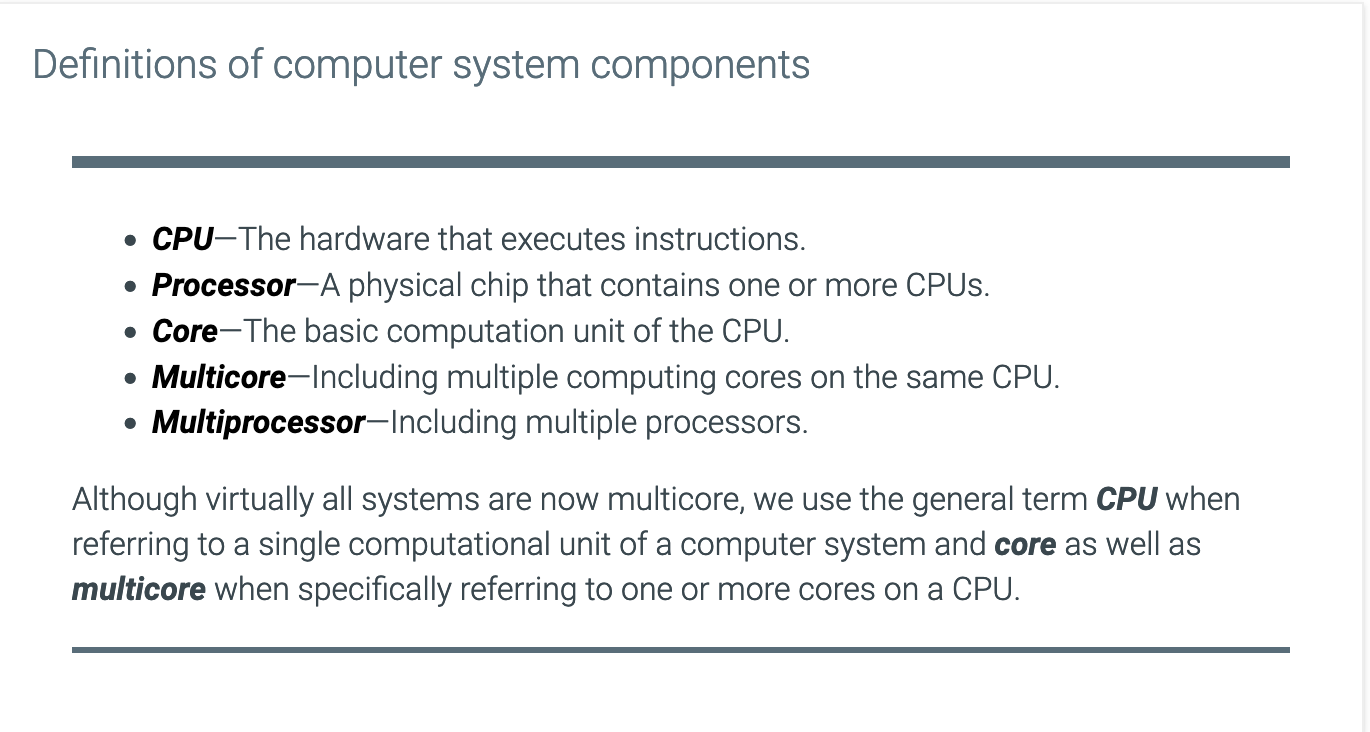 Definitions of computer system components
• CPU—The hardware that executes instructions.
• Processor—A physical chip that contains one or more CPUs.
• Core—The basic computation unit of the CPU.
• Multicore—Including multiple computing cores on the same CPU.
• Multiprocessor—Including multiple processors.
Although virtually all systems are now multicore, we use the general term CPU when
referring to a single computational unit of a computer system and core as well as
multicore when specifically referring to one or more cores on a CPU.